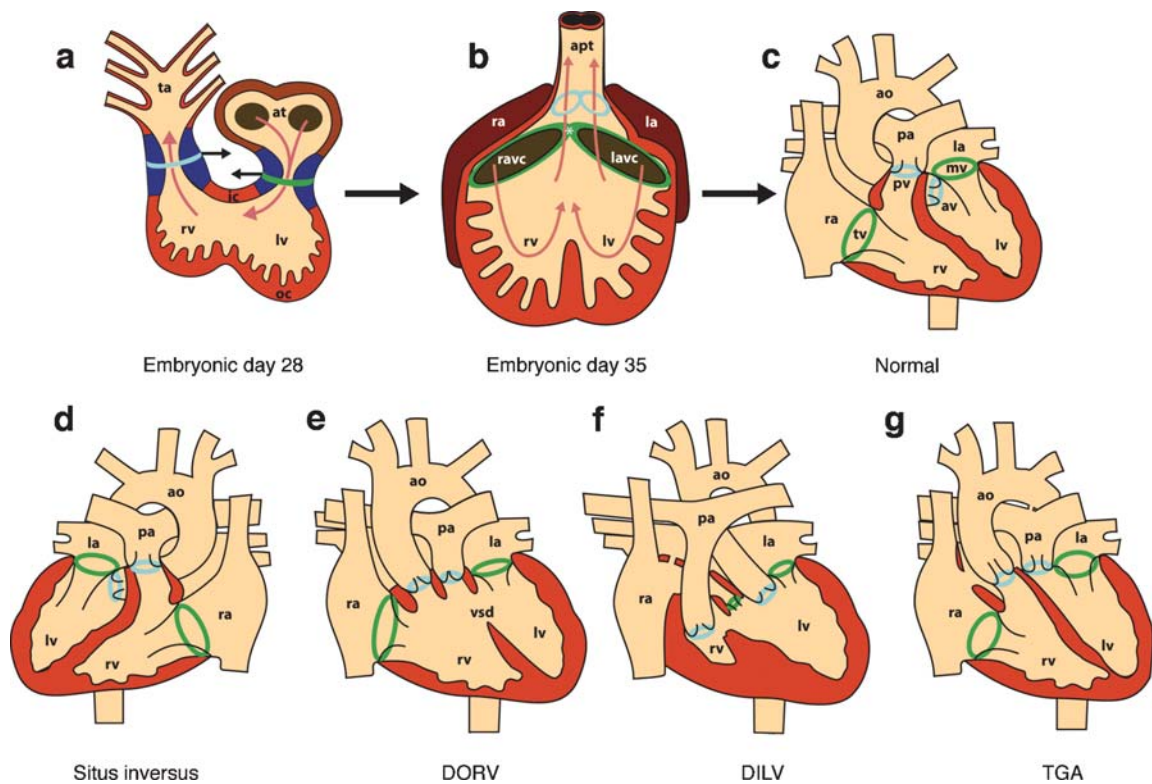 a
ta
at
ic
rv
lv
oc
Embryonic day 28
b
apt
ra
la
*
ravc
lavc
rv
lv
Embryonic day 35
c
ao
pa
la
mv
pv
av
ra
tv
lv
rv
Normal
d
ao
pa
la
ra
lv
rv
Situs inversus
e
ao
pa
la
ra
vsd
lv
rv
DORV
f
ao
pa
la
ra
lv
rv
DILV
g
ao
pa
la
ra
lv
rv
TGA